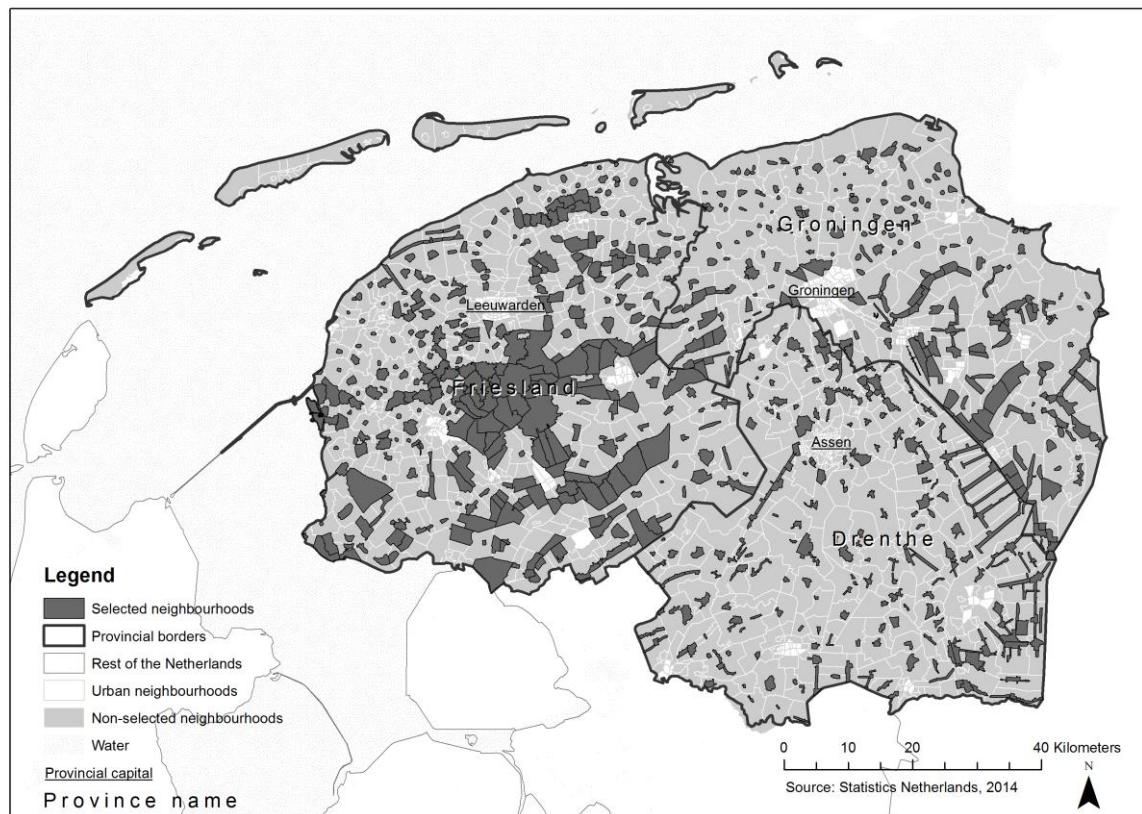 Groningen
Groningen
Leeuwarden
Friesland
Assen
Drenthe
Legend
Selected neighbourhoods
Provincial borders
Rest of the Netherlands
Urban neighbourhoods
Non-selected neighbourhoods
Water
Provincial capital
Province name
0 10 20 40 Kilometers
Source: Statistics Netherlands, 2014
N